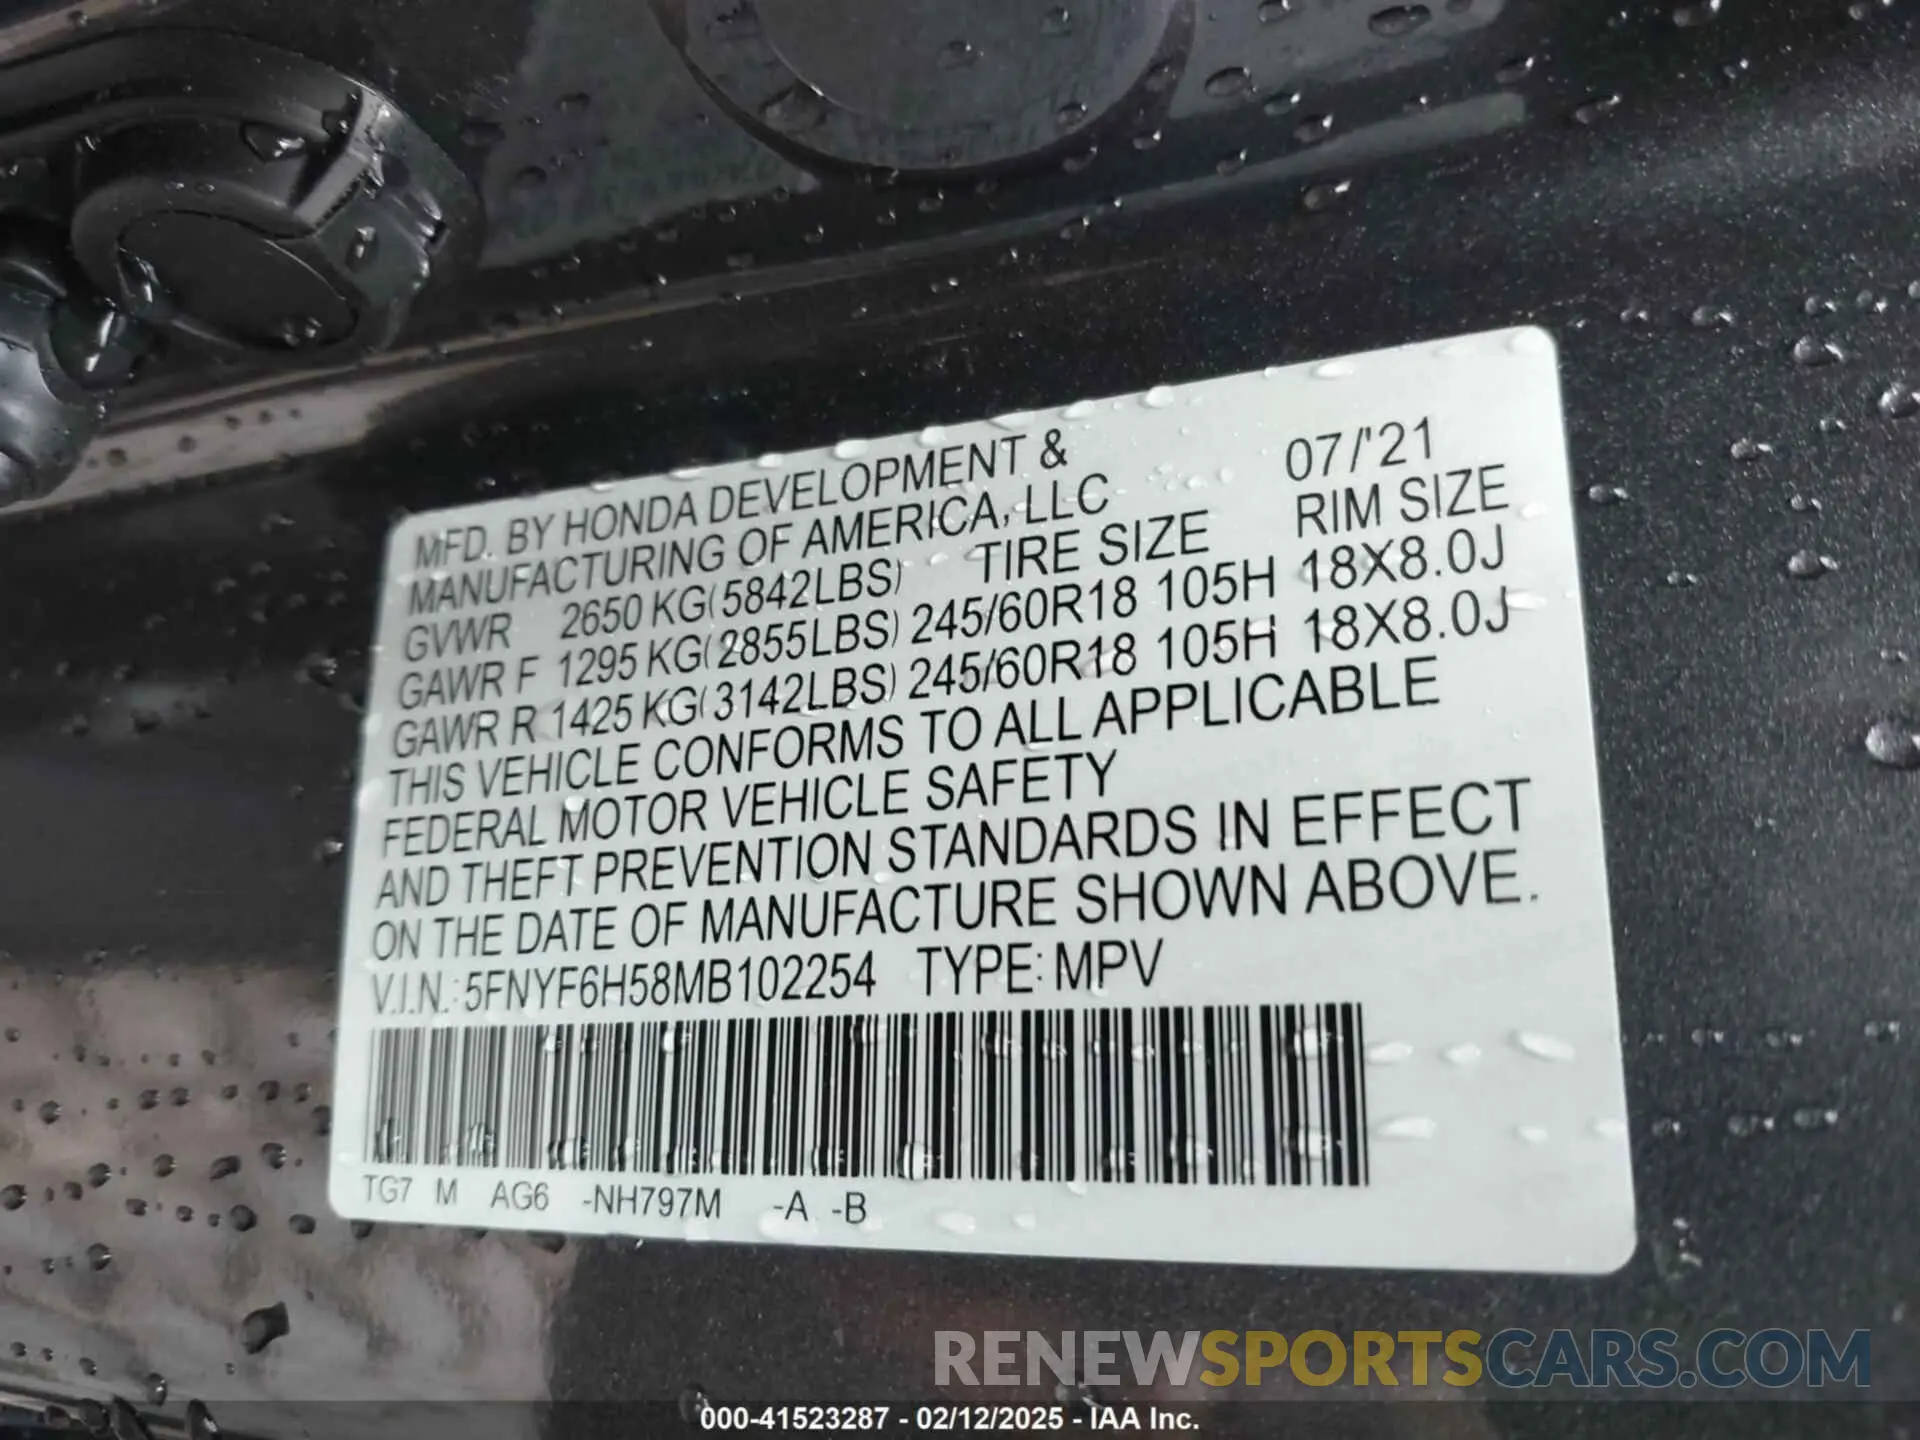 MFD. BY HONDA DEVELOPMENT & 07/'21
MANUFACTURING OF AMERICA, LLC
GVWR 2650 KG(5842LBS) TIRE SIZE RIM SIZE
GAWR F 1295 KG(2855LBS) 245/60R18 105H 18X8.0J
GAWR R 1425 KG(3142LBS) 245/60R18 105H 18X8.0J
THIS VEHICLE CONFORMS TO ALL APPLICABLE
FEDERAL MOTOR VEHICLE SAFETY
AND THEFT PREVENTION STANDARDS IN EFFECT
ON THE DATE OF MANUFACTURE SHOWN ABOVE.
V.I.N.: 5FNYF6H58MB102254 TYPE: MPV
TG7 M AG6 -NH797M -A -B
RENEWSPORTSCARS.COM
000-41523287 - 02/12/2025 - IAA Inc.